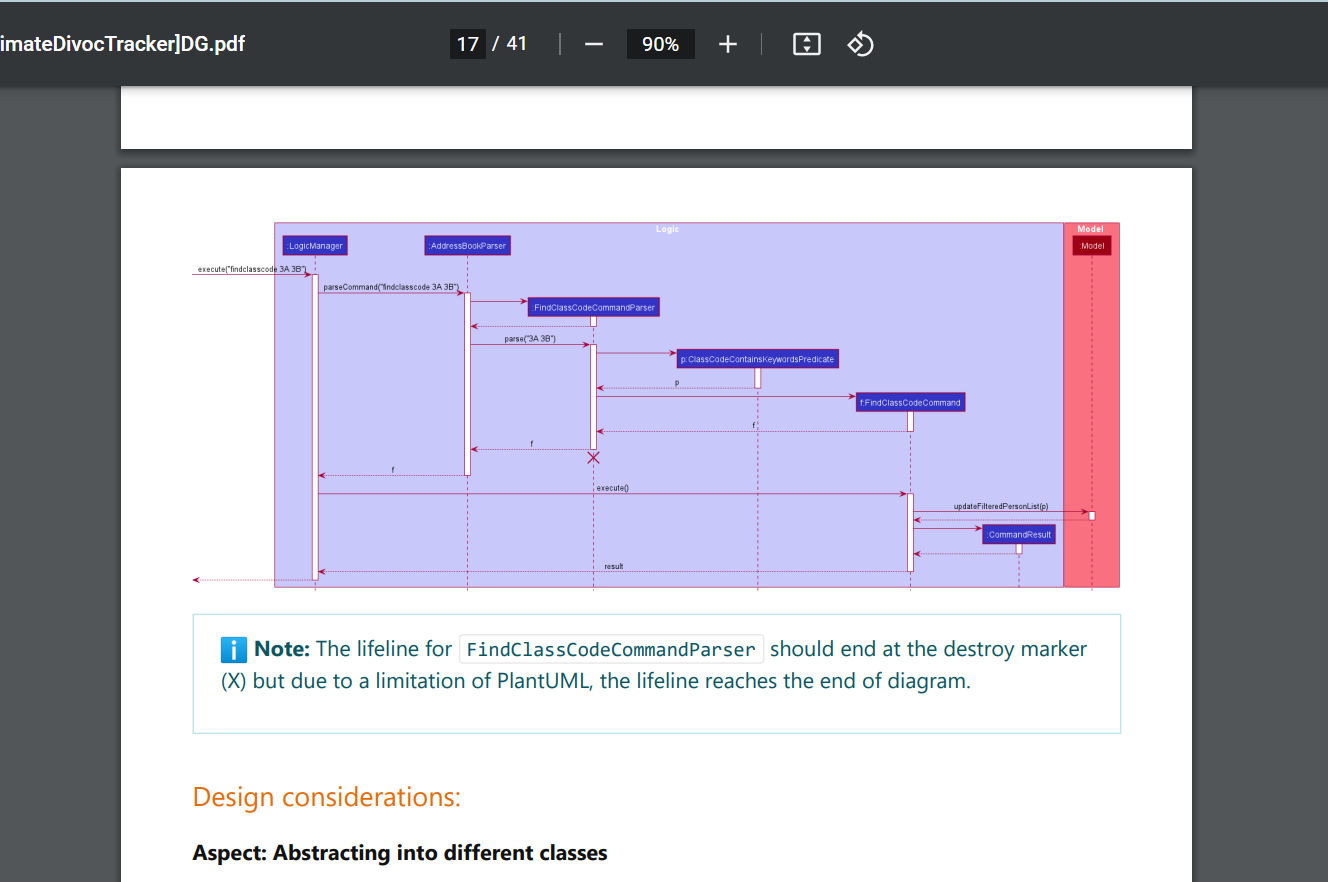 imateDivocTracker]DG.pdf
17 / 41
90%
Logic
Model
:LogicManager
:AddressBookParser
:Model
execute("findclasscode 3A 3B")
parseCommand("findclasscode 3A 3B")
:FindClassCodeCommandParser
parse("3A 3B")
p:ClassCodeContainsKeywordsPredicate
p
f:FindClassCodeCommand
f
f
f
execute()
updateFilteredPersonList(p)
:CommandResult
result
i Note: The lifeline for FindClassCodeCommandParser should end at the destroy marker
(X) but due to a limitation of PlantUML, the lifeline reaches the end of diagram.
Design considerations:
Aspect: Abstracting into different classes